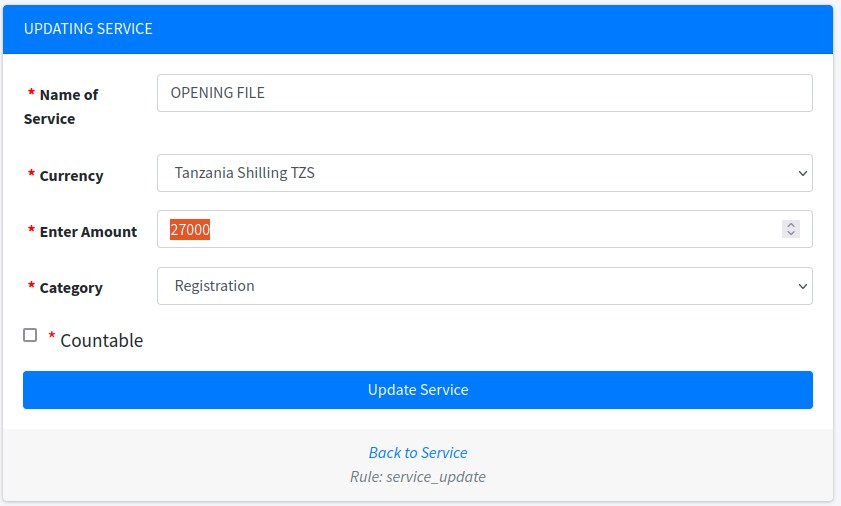 UPDATING SERVICE
* Name of Service
OPENING FILE
* Currency
Tanzania Shilling TZS
* Enter Amount
27000
* Category
Registration
* Countable
Update Service
Back to Service
Rule: service_update